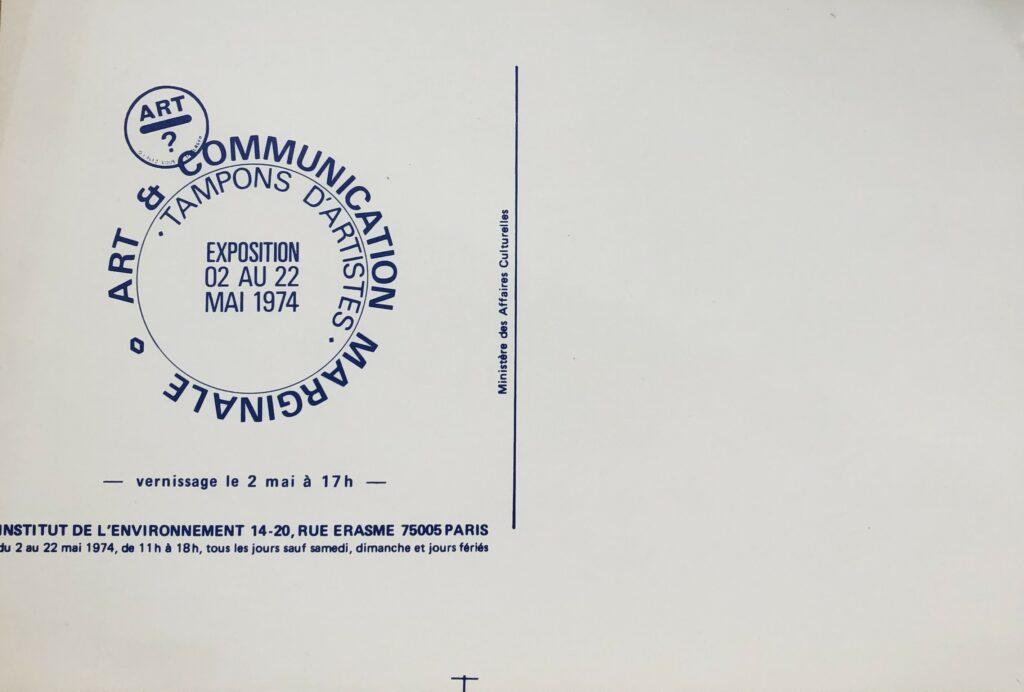 ART
?
ART & COMMUNICATION MARGINALE
· TAMPONS D'ARTISTES ·
EXPOSITION
02 AU 22
MAI 1974
— vernissage le 2 mai à 17h —
INSTITUT DE L'ENVIRONNEMENT 14-20, RUE ERASME 75005 PARIS
du 2 au 22 mai 1974, de 11h à 18h, tous les jours sauf samedi, dimanche et jours fériés
Ministère des Affaires Culturelles